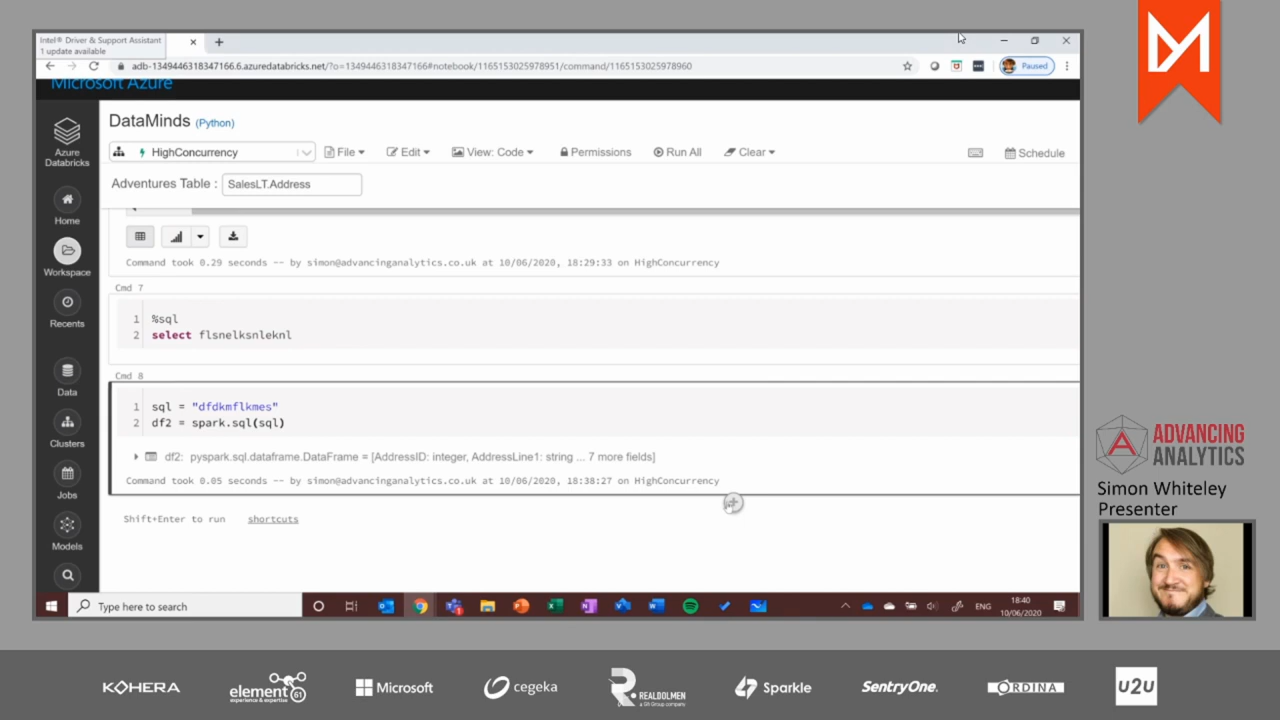 Intel® Driver & Support Assistant
1 update available
adb-1349446318347166.6.azuredatabricks.net/?o=1349446318347166#notebook/1165153025978951/command/1165153025978960
Paused
Microsoft Azure
Azure
Databricks
Home
Workspace
Recents
Data
Clusters
Jobs
Models
DataMinds (Python)
HighConcurrency File Edit View: Code Permissions Run All Clear Schedule
Adventures Table : SalesLT.Address
Command took 0.29 seconds -- by simon@advancinganalytics.co.uk at 10/06/2020, 18:29:33 on HighConcurrency
Cmd 7
1 %sql
2 select flsnelksnleknl
Cmd 8
1 sql = "dfdkmflkmes"
2 df2 = spark.sql(sql)
df2: pyspark.sql.dataframe.DataFrame = [AddressID: integer, AddressLine1: string ... 7 more fields]
Command took 0.05 seconds -- by simon@advancinganalytics.co.uk at 10/06/2020, 18:38:27 on HighConcurrency
Shift+Enter to run shortcuts
Type here to search
ENG
18:40
10/06/2020
ADVANCING
ANALYTICS
Simon Whiteley
Presenter
KOHERA
element 61
experience & expertise
Microsoft
cegeka
REALDOLMEN
a Gfi Group company
Sparkle
SentryOne.
ORDINA
U2U